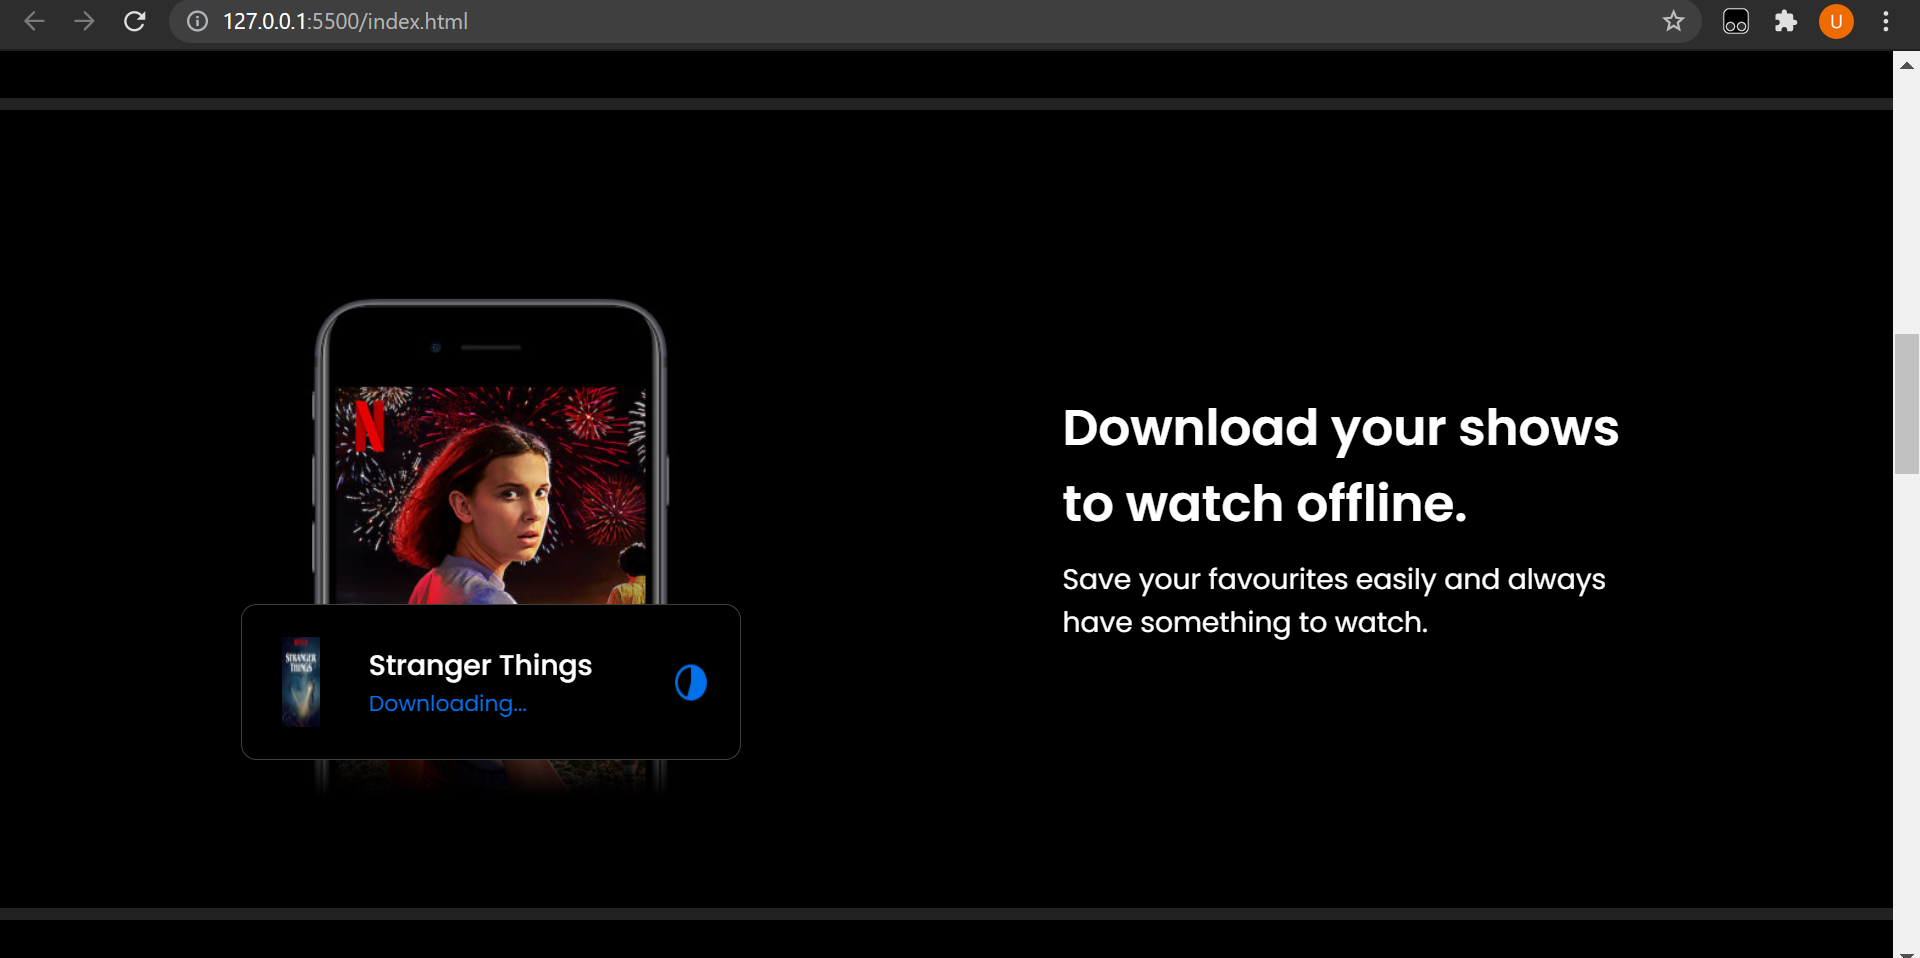 127.0.0.1:5500/index.html
U
N
Download your shows
to watch offline.
Save your favourites easily and always
have something to watch.
STRANGER
THINGS
Stranger Things
Downloading...